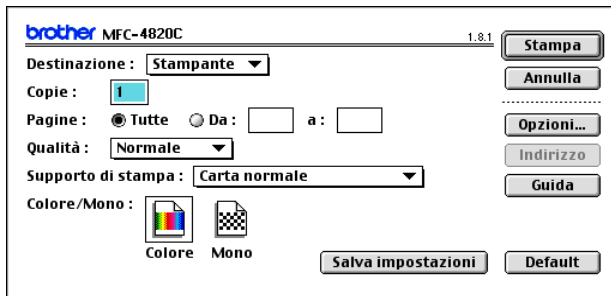 brother MFC-4820C 1.8.1
Stampa
Destinazione : Stampante
Annulla
Copie : 1
Pagine : Tutte Da : a :
Opzioni...
Qualità : Normale
Indirizzo
Supporto di stampa : Carta normale
Guida
Colore/Mono :
Colore Mono
Salva impostazioni Default